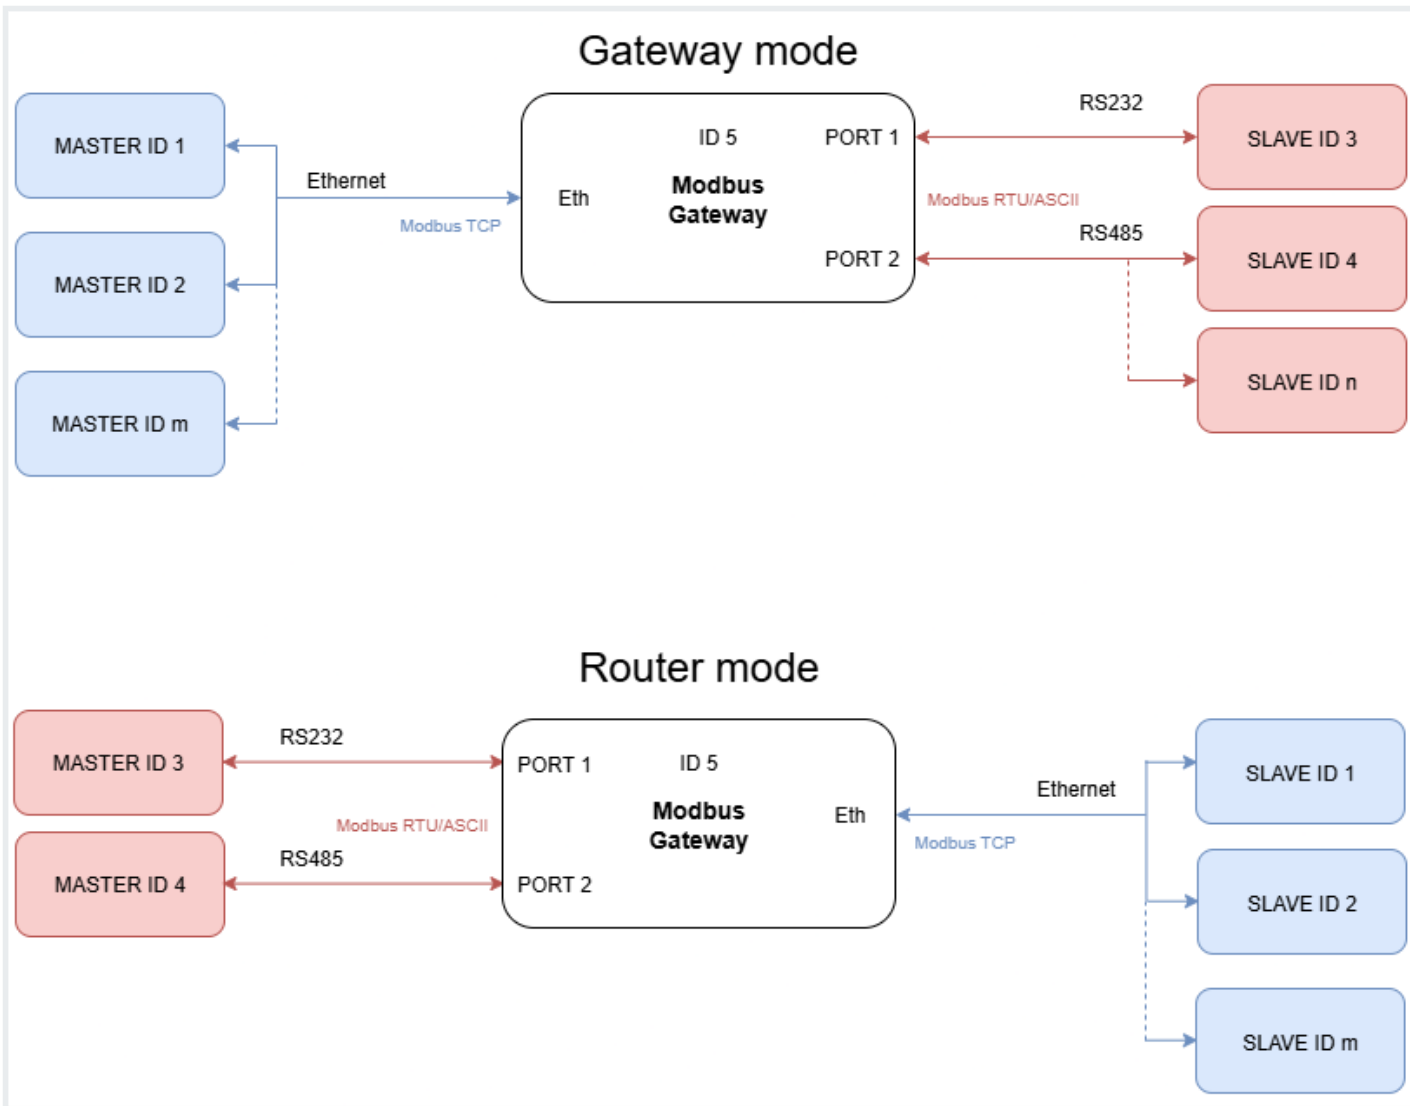 Gateway mode
MASTER ID 1
MASTER ID 2
MASTER ID m
Ethernet
Modbus TCP
Eth
ID 5
Modbus
Gateway
PORT 1
PORT 2
RS232
Modbus RTU/ASCII
RS485
SLAVE ID 3
SLAVE ID 4
SLAVE ID n
Router mode
MASTER ID 3
MASTER ID 4
RS232
Modbus RTU/ASCII
RS485
PORT 1
PORT 2
ID 5
Modbus
Gateway
Eth
Ethernet
Modbus TCP
SLAVE ID 1
SLAVE ID 2
SLAVE ID m